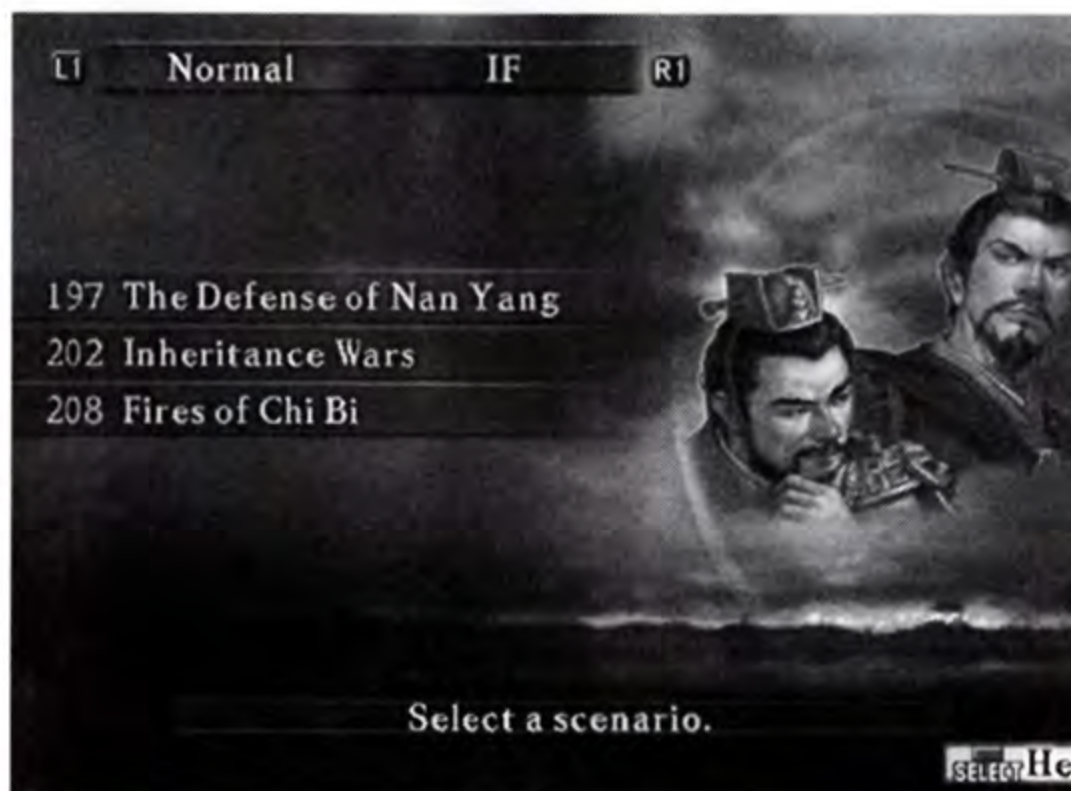 L1 Normal IF R1
197 The Defense of Nan Yang
202 Inheritance Wars
208 Fires of Chi Bi
Select a scenario.
SELECT